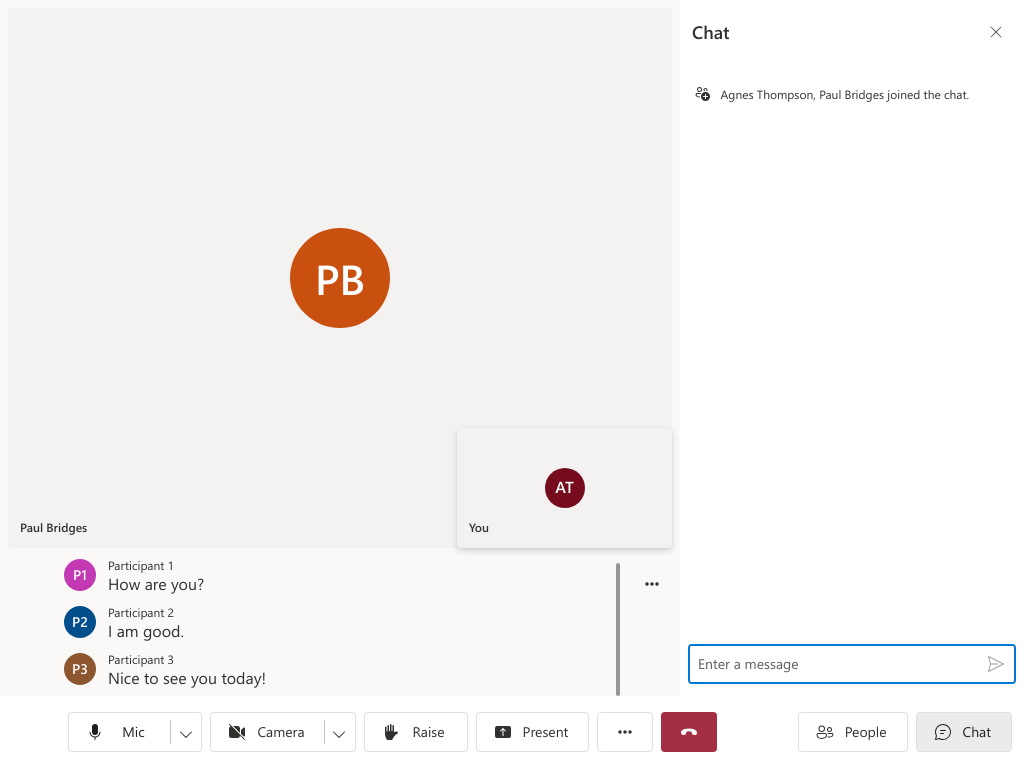 PB
Paul Bridges
AT
You
P1
Participant 1
How are you?
P2
Participant 2
I am good.
P3
Participant 3
Nice to see you today!
Chat
Agnes Thompson, Paul Bridges joined the chat.
Enter a message
Mic
Camera
Raise
Present
People
Chat